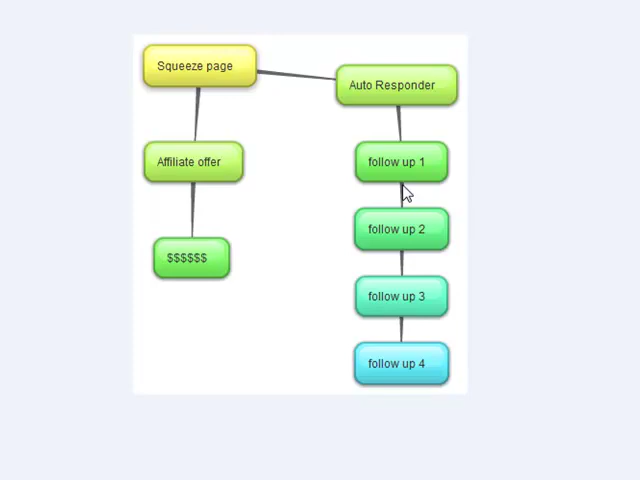 Squeeze page
Auto Responder
Affiliate offer
follow up 1
follow up 2
$$$$$$
follow up 3
follow up 4